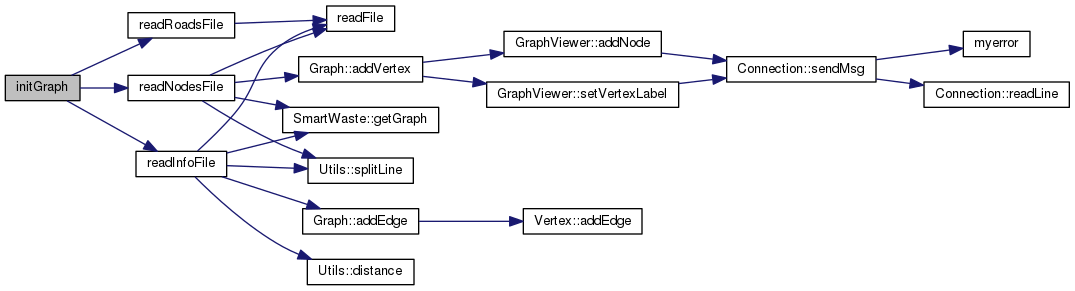 initGraph
readRoadsFile
readFile
readNodesFile
Graph::addVertex
GraphViewer::addNode
Connection::sendMsg
myerror
GraphViewer::setVertexLabel
Connection::readLine
SmartWaste::getGraph
readInfoFile
Utils::splitLine
Graph::addEdge
Vertex::addEdge
Utils::distance